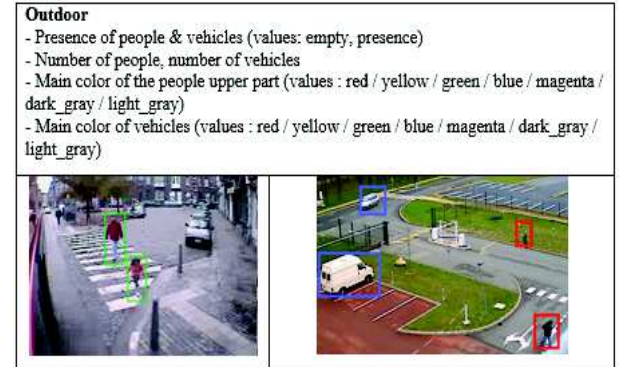 Outdoor
- Presence of people & vehicles (values: empty, presence)
- Number of people, number of vehicles
- Main color of the people upper part (values : red / yellow / green / blue / magenta /
dark_gray / light_gray)
- Main color of vehicles (values : red / yellow / green / blue / magenta / dark_gray /
light_gray)